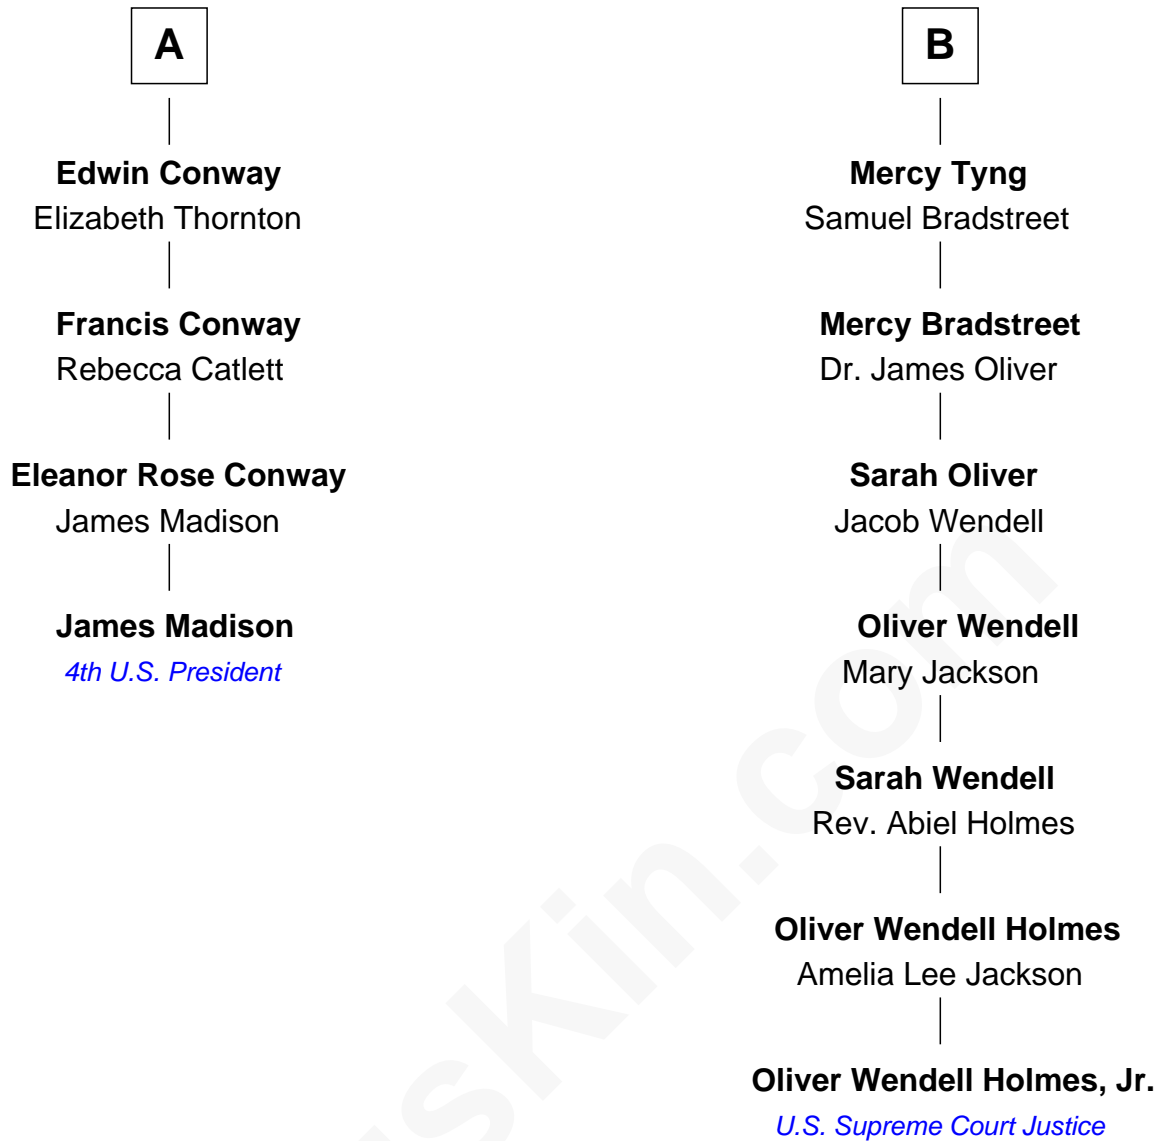 A
Edwin Conway
Elizabeth Thornton
Francis Conway
Rebecca Catlett
Eleanor Rose Conway
James Madison
James Madison
4th U.S. President
B
Mercy Tyng
Samuel Bradstreet
Mercy Bradstreet
Dr. James Oliver
Sarah Oliver
Jacob Wendell
Oliver Wendell
Mary Jackson
Sarah Wendell
Rev. Abiel Holmes
Oliver Wendell Holmes
Amelia Lee Jackson
Oliver Wendell Holmes, Jr.
U.S. Supreme Court Justice